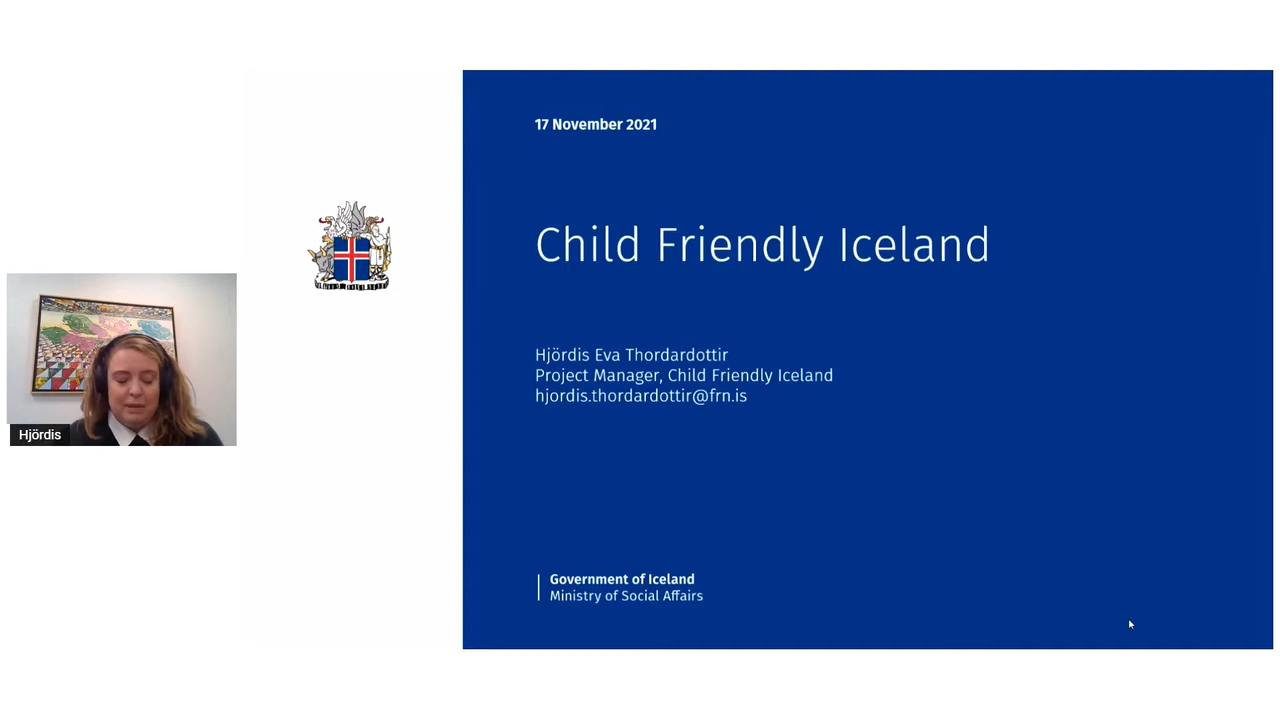 17 November 2021
Child Friendly Iceland
Hjördis Eva Thordardottir
Project Manager, Child Friendly Iceland
hjordis.thordardottir@frn.is
Hjördis
Government of Iceland
Ministry of Social Affairs